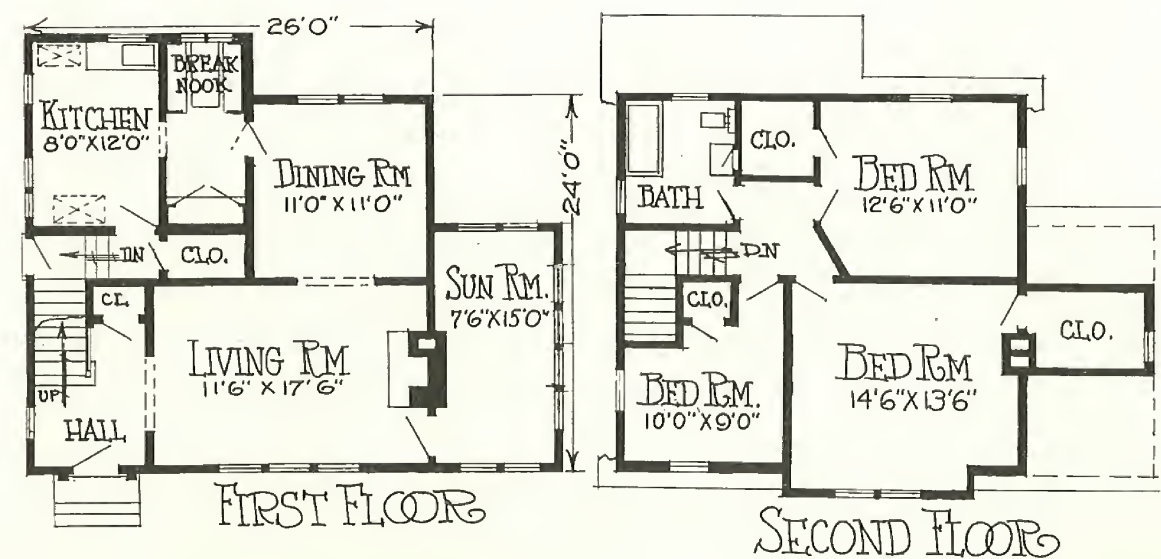 26'0"
KITCHEN
8'0"X12'0"
BREAK
NOOK
DINING RM
11'0" X 11'0"
24'0"
DN
CLO.
CL.
SUN RM.
7'6"X15'0"
LIVING RM
11'6" X 17'6"
UP
HALL
FIRST FLOOR
CLO.
BATH
BED RM
12'6"X11'0"
DN
CLO.
CLO.
BED RM.
10'0"X9'0"
BED RM
14'6"X13'6"
SECOND FLOOR